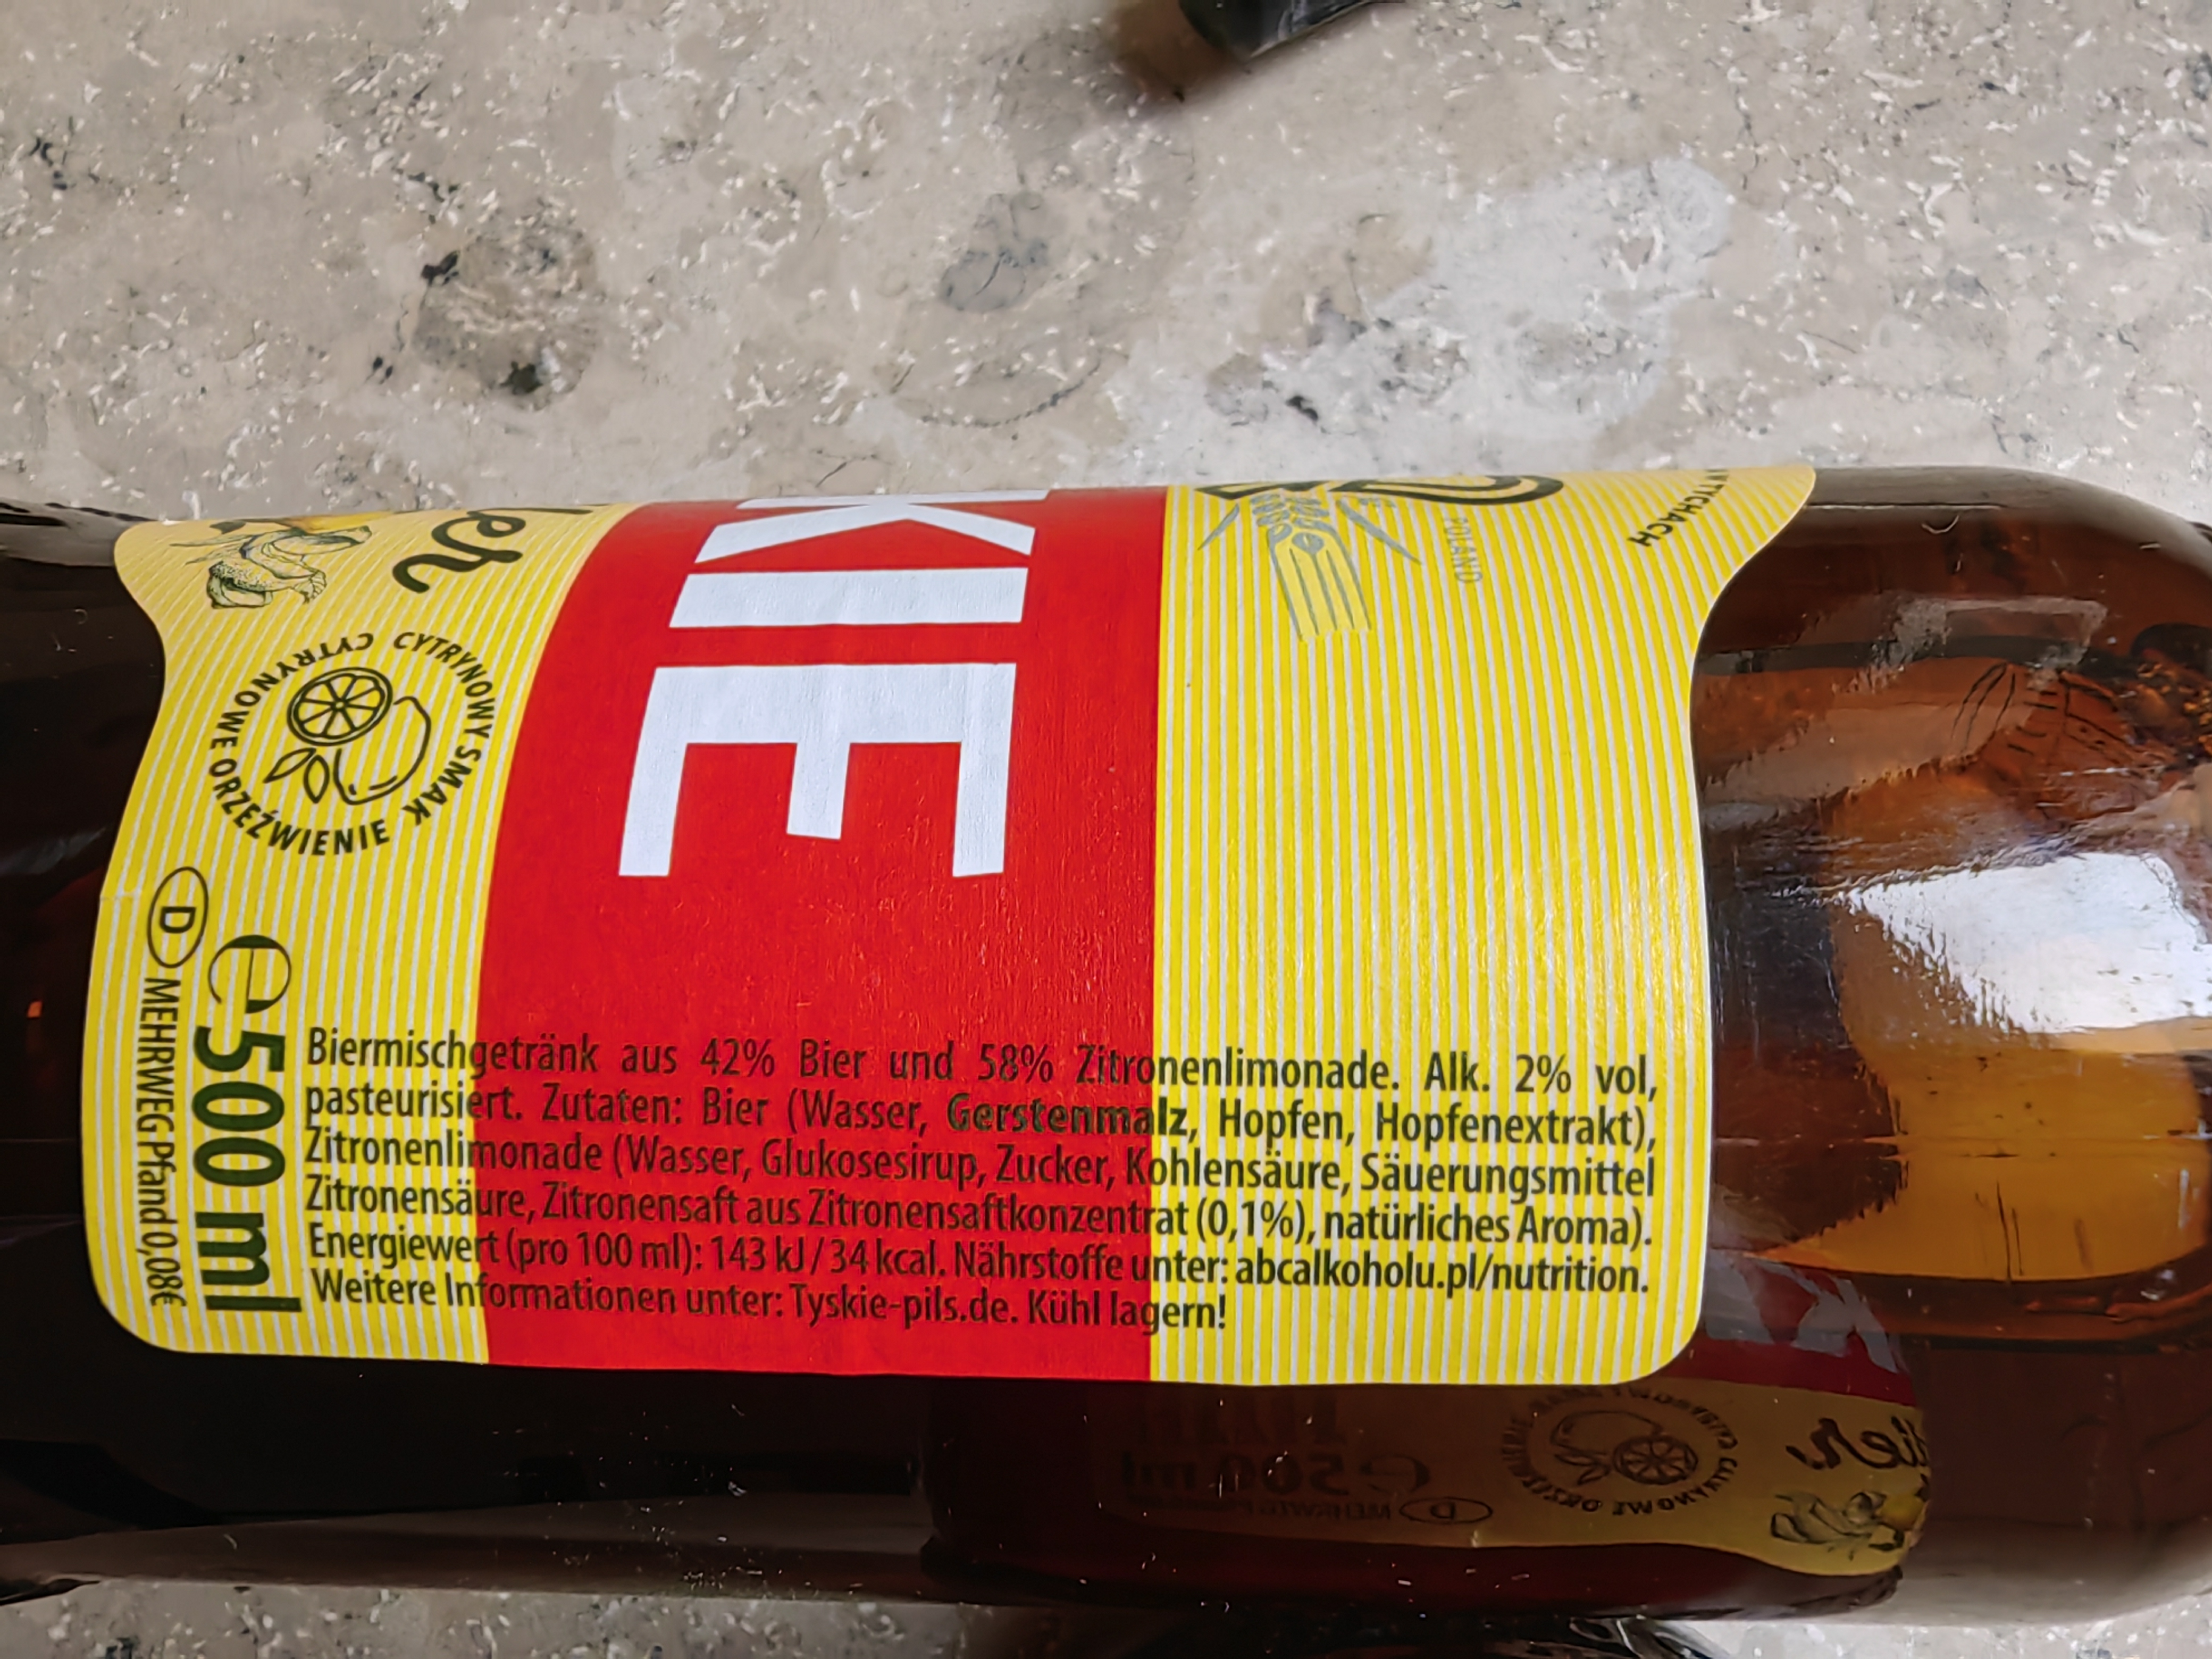 KIE
POLAND
CYTRYNOWY SMAK
CYTRYNOWE ORZEŹWIENIE
D MEHRWEG Pfand 0,08€
e 500 ml
Biermischgetränk aus 42% Bier und 58% Zitronenlimonade. Alk. 2% vol,
pasteurisiert. Zutaten: Bier (Wasser, Gerstenmalz, Hopfen, Hopfenextrakt),
Zitronenlimonade (Wasser, Glukosesirup, Zucker, Kohlensäure, Säuerungsmittel
Zitronensäure, Zitronensaft aus Zitronensaftkonzentrat (0,1%), natürliches Aroma).
Energiewert (pro 100 ml): 143 kJ / 34 kcal. Nährstoffe unter: abcalkoholu.pl/nutrition.
Weitere Informationen unter: Tyskie-pils.de. Kühl lagern!